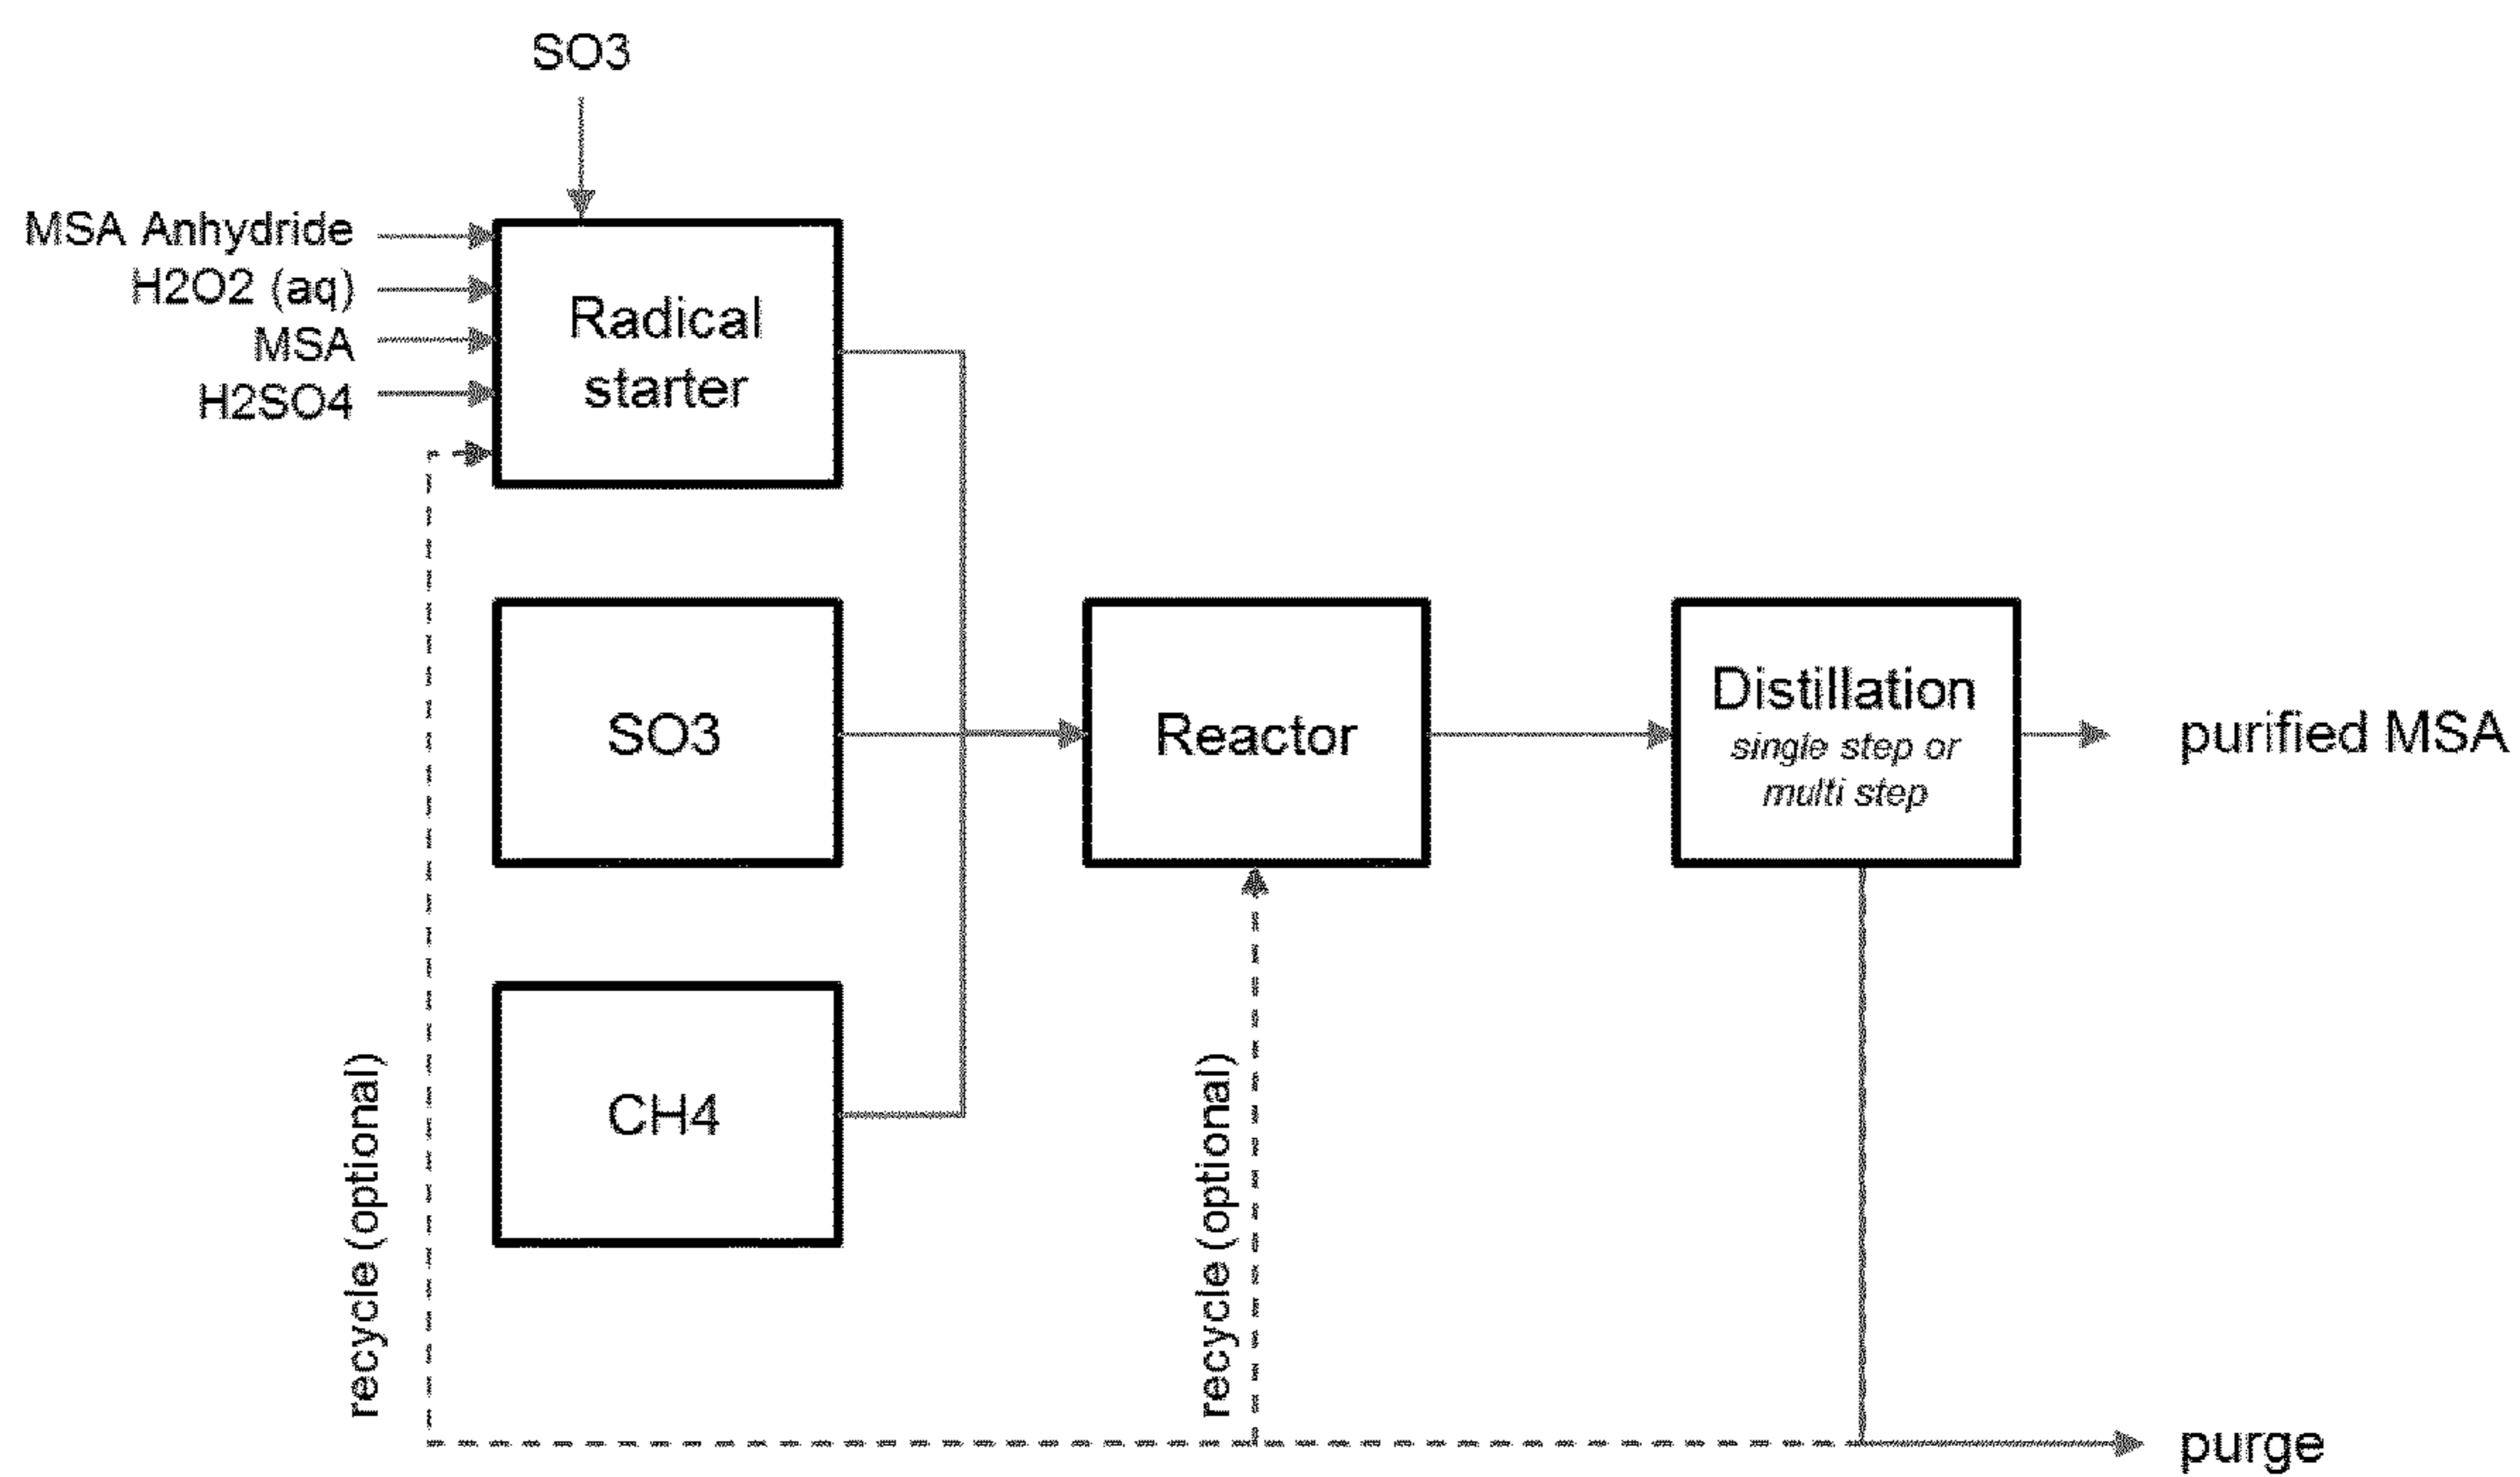 SO3
MSA Anhydride
H2O2 (aq)
MSA
H2SO4
Radical
starter
SO3
CH4
Reactor
Distillation
single step or
multi step
purified MSA
recycle (optional)
recycle (optional)
purge